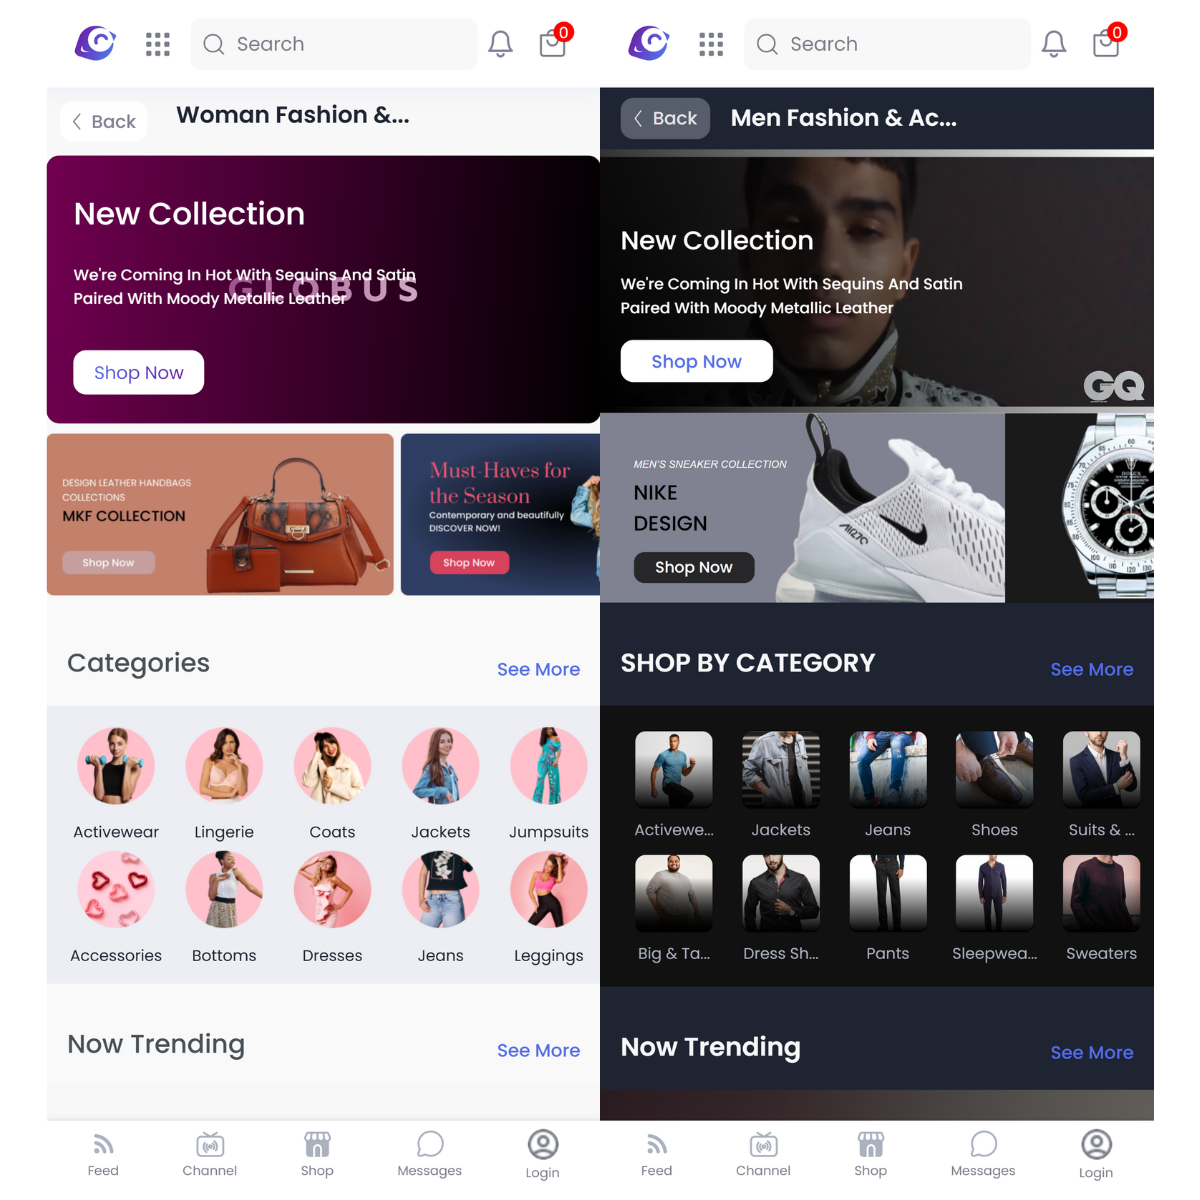 Search
0
Back
Woman Fashion &...
New Collection
We're Coming In Hot With Sequins And Satin
Paired With Moody Metallic Leather
GLOBUS
Shop Now
DESIGN LEATHER HANDBAGS
COLLECTIONS
MKF COLLECTION
Shop Now
Must-Haves for
the Season
Contemporary and beautifully
DISCOVER NOW!
Shop Now
Categories
See More
Activewear
Lingerie
Coats
Jackets
Jumpsuits
Accessories
Bottoms
Dresses
Jeans
Leggings
Now Trending
See More
Feed
Channel
Shop
Messages
Login
Search
0
Back
Men Fashion & Ac...
New Collection
We're Coming In Hot With Sequins And Satin
Paired With Moody Metallic Leather
Shop Now
GQ
MEN'S SNEAKER COLLECTION
NIKE
DESIGN
Shop Now
AIR 27C
60
ROLEX
SHOP BY CATEGORY
See More
Activewe...
Jackets
Jeans
Shoes
Suits & ...
Big & Ta...
Dress Sh...
Pants
Sleepwea...
Sweaters
Now Trending
See More
Feed
Channel
Shop
Messages
Login